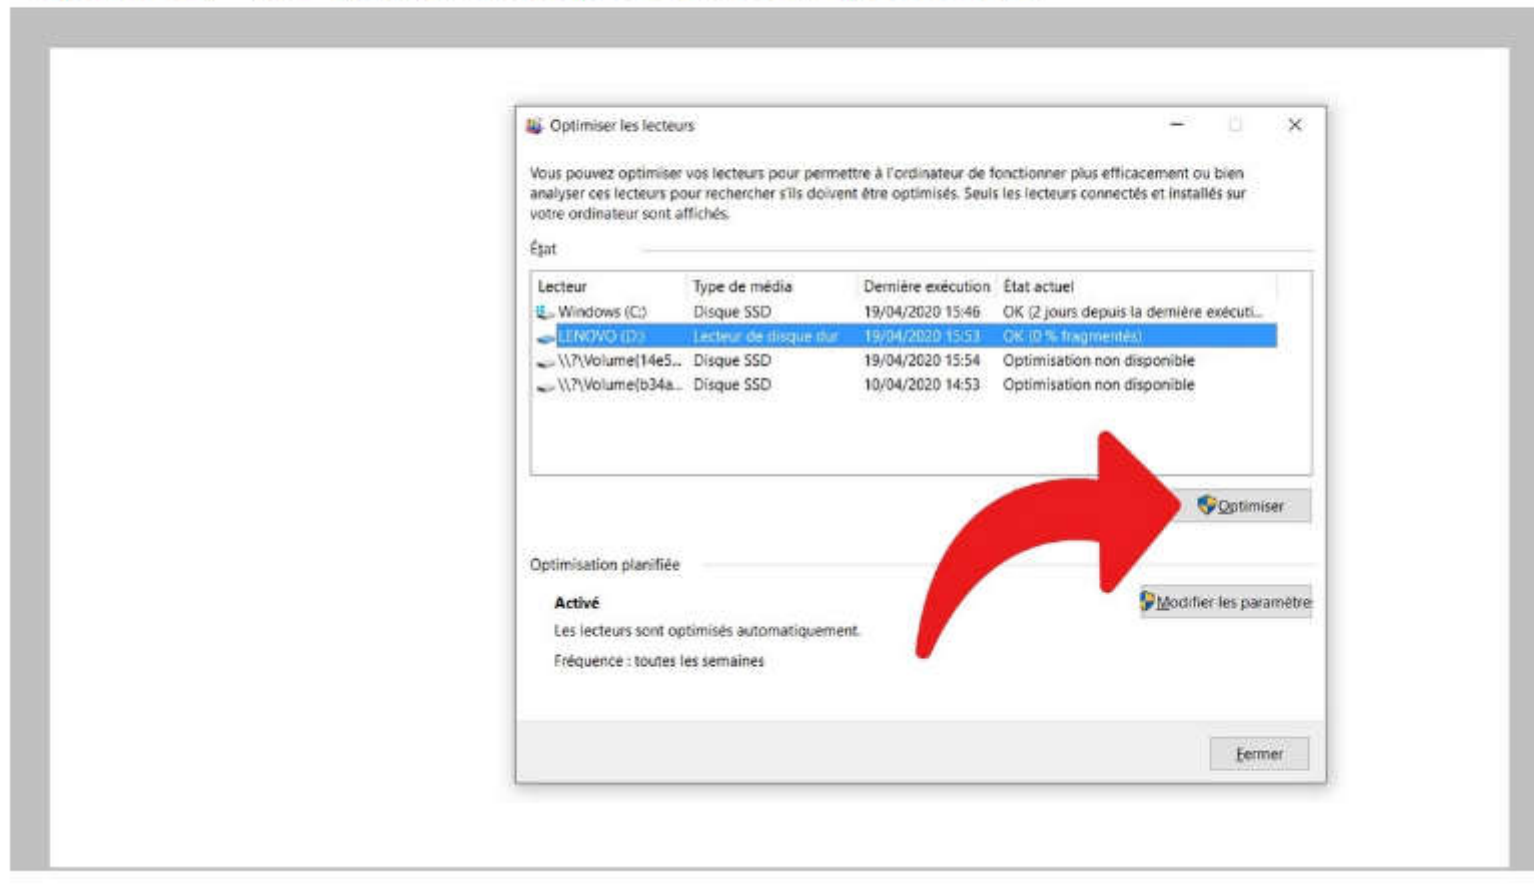 Optimiser les lecteurs
Vous pouvez optimiser vos lecteurs pour permettre à l'ordinateur de fonctionner plus efficacement ou bien
analyser ces lecteurs pour rechercher s'ils doivent être optimisés. Seuls les lecteurs connectés et installés sur
votre ordinateur sont affichés.
État
Lecteur Type de média Dernière exécution État actuel
Windows (C:) Disque SSD 19/04/2020 15:46 OK (2 jours depuis la dernière exécuti...
LENOVO (D:) Lecteur de disque dur 19/04/2020 15:53 OK (0 % fragmentés)
\\?\Volume{14e5... Disque SSD 19/04/2020 15:54 Optimisation non disponible
\\?\Volume{b34a... Disque SSD 10/04/2020 14:53 Optimisation non disponible
Optimiser
Optimisation planifiée
Activé
Modifier les paramètre
Les lecteurs sont optimisés automatiquement.
Fréquence : toutes les semaines
Fermer